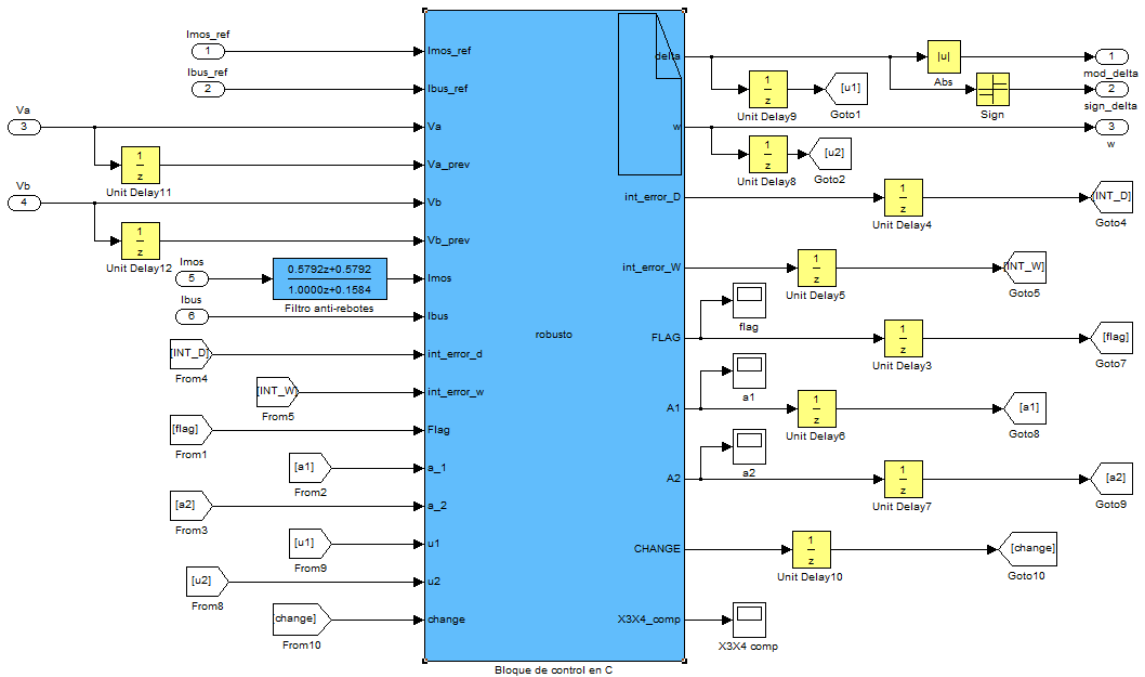 Imos_ref
1
Ibus_ref
2
Va
3
1
z
Unit Delay11
Vb
4
1
z
Unit Delay12
Imos
5
0.5792z+0.5792
1.0000z+0.1584
Filtro anti-rebotes
Ibus
6
[INT_D]
From4
[INT_W]
From5
[flag]
From1
[a1]
From2
[a2]
From3
[u1]
From9
[u2]
From8
[change]
From10
Imos_ref
Ibus_ref
Va
Va_prev
Vb
Vb_prev
Imos
Ibus
int_error_d
int_error_w
Flag
a_1
a_2
u1
u2
change
robusto
delta
w
int_error_D
int_error_W
FLAG
A1
A2
CHANGE
X3X4_comp
Bloque de control en C
|u|
Abs
1
mod_delta
1
z
Unit Delay9
[u1]
Goto1
Sign
2
sign_delta
3
w
1
z
Unit Delay8
[u2]
Goto2
1
z
Unit Delay4
[INT_D]
Goto4
1
z
Unit Delay5
[INT_W]
Goto5
flag
1
z
Unit Delay3
[flag]
Goto7
a1
1
z
Unit Delay6
[a1]
Goto8
a2
1
z
Unit Delay7
[a2]
Goto9
1
z
Unit Delay10
[change]
Goto10
X3X4 comp